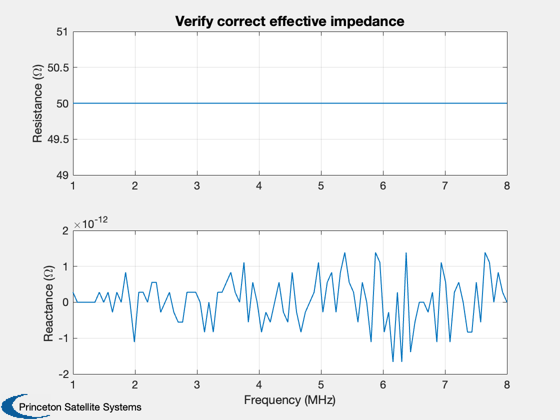 Verify correct effective impedance
Resistance (Ω)
51
50.5
50
49.5
49
1 2 3 4 5 6 7 8
×10⁻¹²
Reactance (Ω)
2
1
0
-1
-2
1 2 3 4 5 6 7 8
Frequency (MHz)
Princeton Satellite Systems